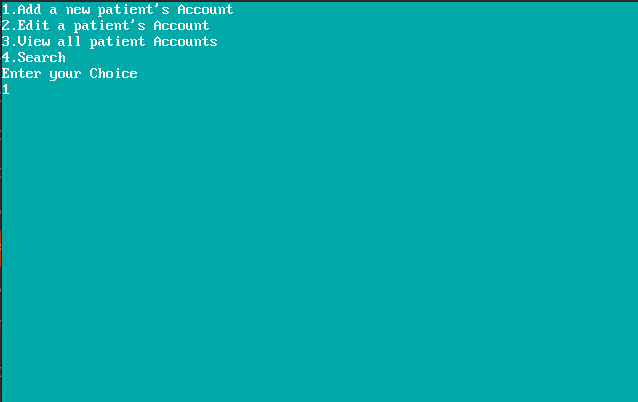 1.Add a new patient's Account
2.Edit a patient's Account
3.View all patient Accounts
4.Search
Enter your Choice
1